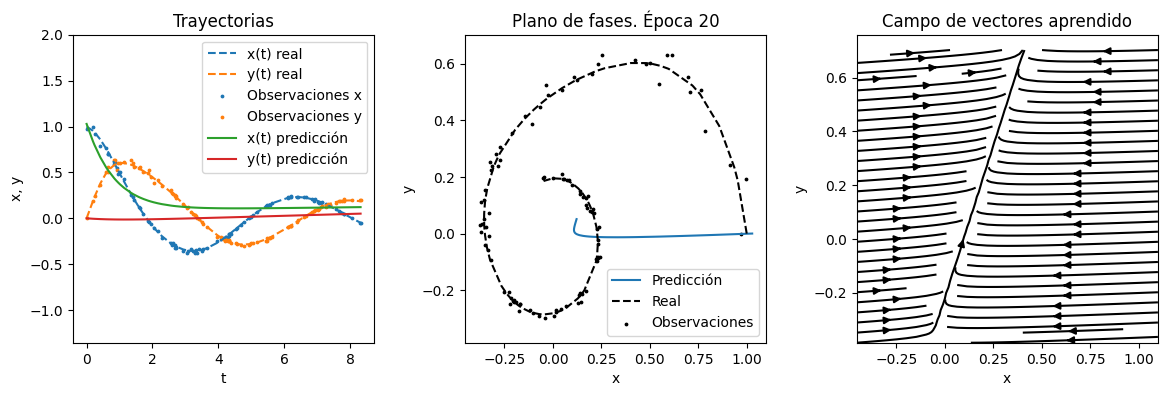 Trayectorias
x, y
2.0
1.5
1.0
0.5
0.0
−0.5
−1.0
x(t) real
y(t) real
Observaciones x
Observaciones y
x(t) predicción
y(t) predicción
0 2 4 6 8
t
Plano de fases. Época 20
y
0.6
0.4
0.2
0.0
−0.2
Predicción
Real
Observaciones
−0.25 0.00 0.25 0.50 0.75 1.00
x
Campo de vectores aprendido
y
0.6
0.4
0.2
0.0
−0.2
−0.25 0.00 0.25 0.50 0.75 1.00
x